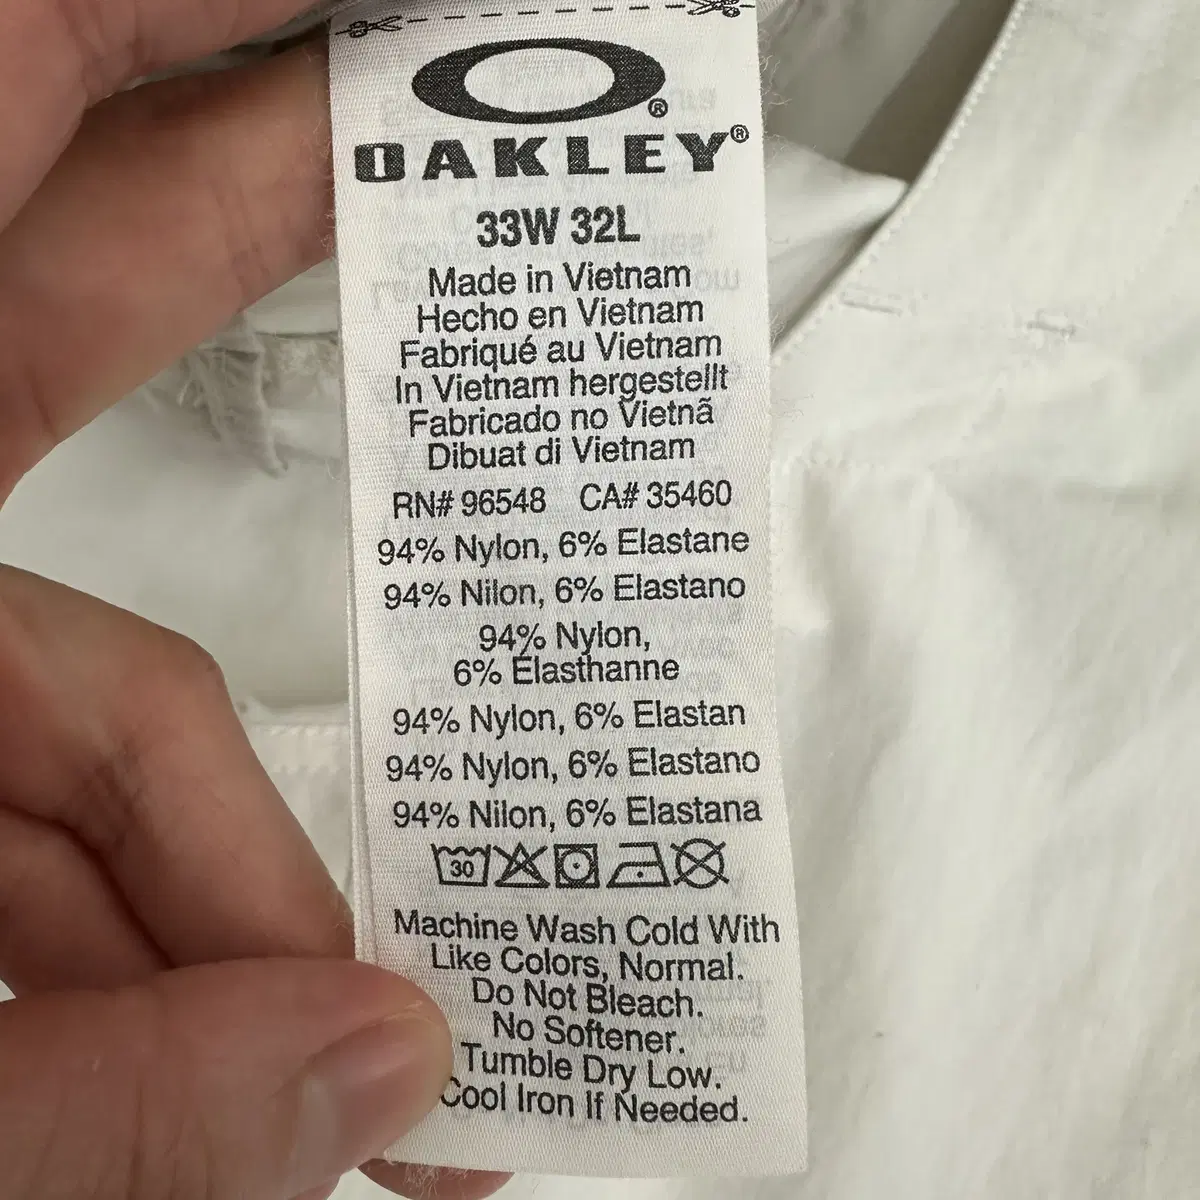 OAKLEY®
33W 32L
Made in Vietnam
Hecho en Vietnam
Fabriqué au Vietnam
In Vietnam hergestellt
Fabricado no Vietnã
Dibuat di Vietnam
RN# 96548 CA# 35460
94% Nylon, 6% Elastane
94% Nilon, 6% Elastano
94% Nylon,
6% Élasthanne
94% Nylon, 6% Elastan
94% Nylon, 6% Elastano
94% Nilon, 6% Elastana
30
Machine Wash Cold With
Like Colors, Normal.
Do Not Bleach.
No Softener.
Tumble Dry Low.
Cool Iron If Needed.